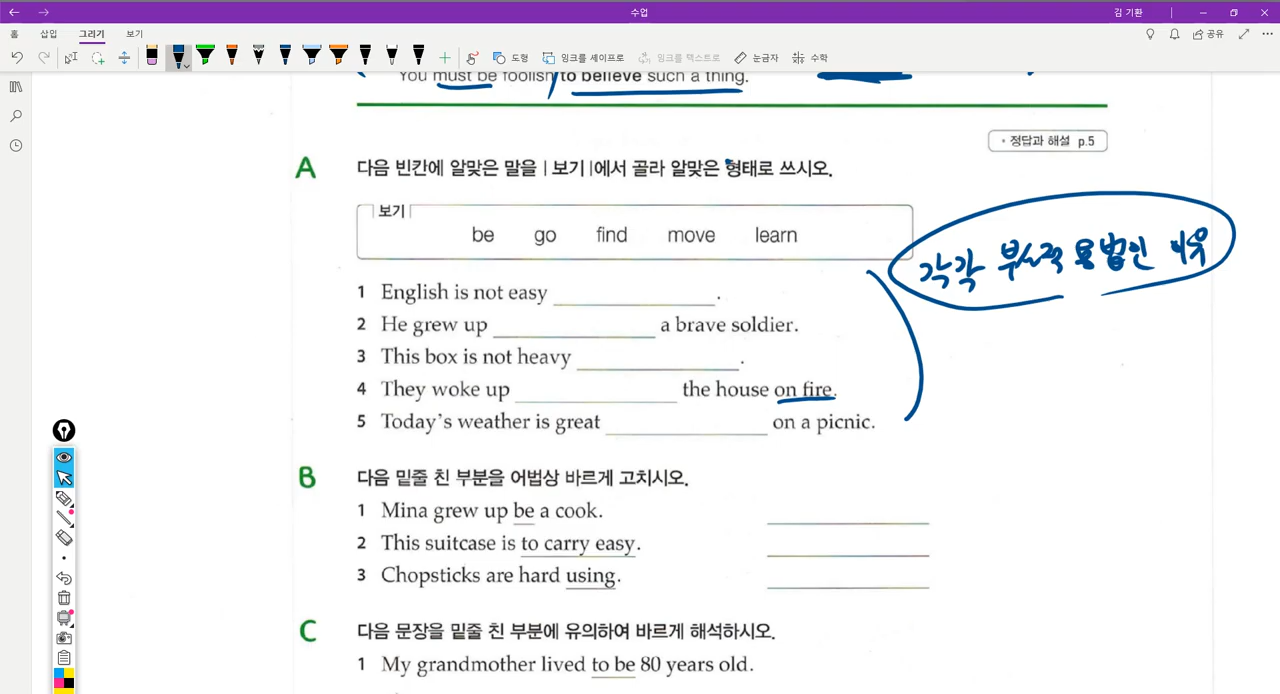 수업
김 기환
홈 삽입 그리기 보기
공유
도형 잉크를 셰이프로 잉크를 텍스트로 눈금자 수학
You must be foolish to believe such a thing.
• 정답과 해설 p.5
A 다음 빈칸에 알맞은 말을 | 보기 |에서 골라 알맞은 형태로 쓰시오.
| 보기 |
be go find move learn
각각 부사적 용법인 이유
1 English is not easy ____________.
2 He grew up ____________ a brave soldier.
3 This box is not heavy ____________.
4 They woke up ____________ the house on fire.
5 Today's weather is great ____________ on a picnic.
B 다음 밑줄 친 부분을 어법상 바르게 고치시오.
1 Mina grew up be a cook. ____________
2 This suitcase is to carry easy. ____________
3 Chopsticks are hard using. ____________
C 다음 문장을 밑줄 친 부분에 유의하여 바르게 해석하시오.
1 My grandmother lived to be 80 years old.